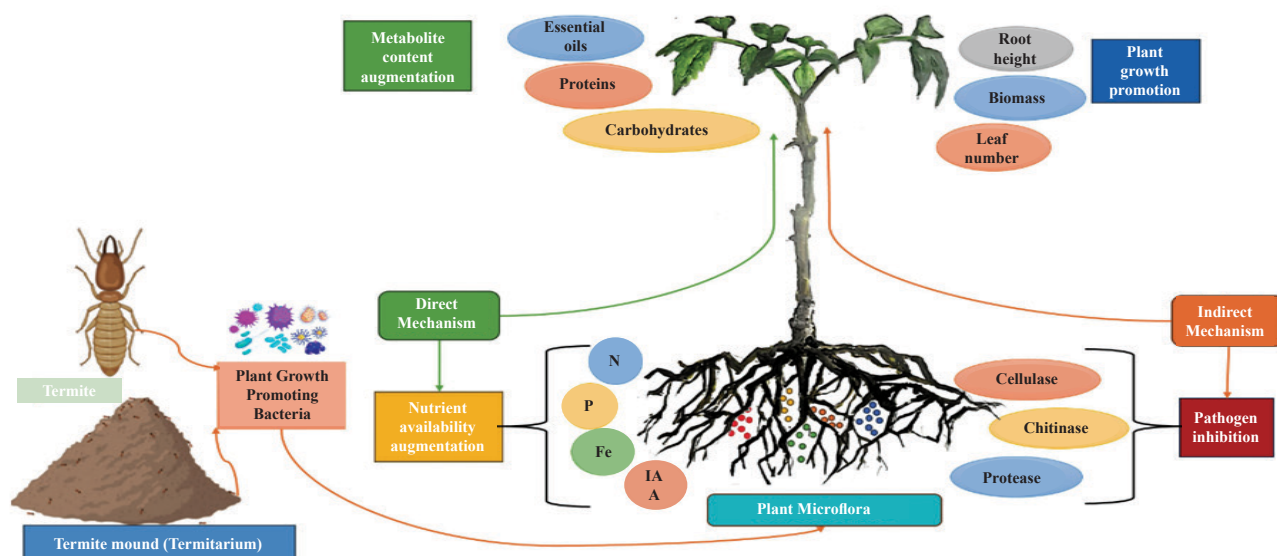 Metabolite
content
augmentation
Essential
oils
Proteins
Carbohydrates
Root
height
Biomass
Leaf
number
Plant
growth
promotion
Termite
Termite mound (Termitarium)
Plant Growth
Promoting
Bacteria
Direct
Mechanism
Nutrient
availability
augmentation
N
P
Fe
IA
A
Plant Microflora
Cellulase
Chitinase
Protease
Indirect
Mechanism
Pathogen
inhibition